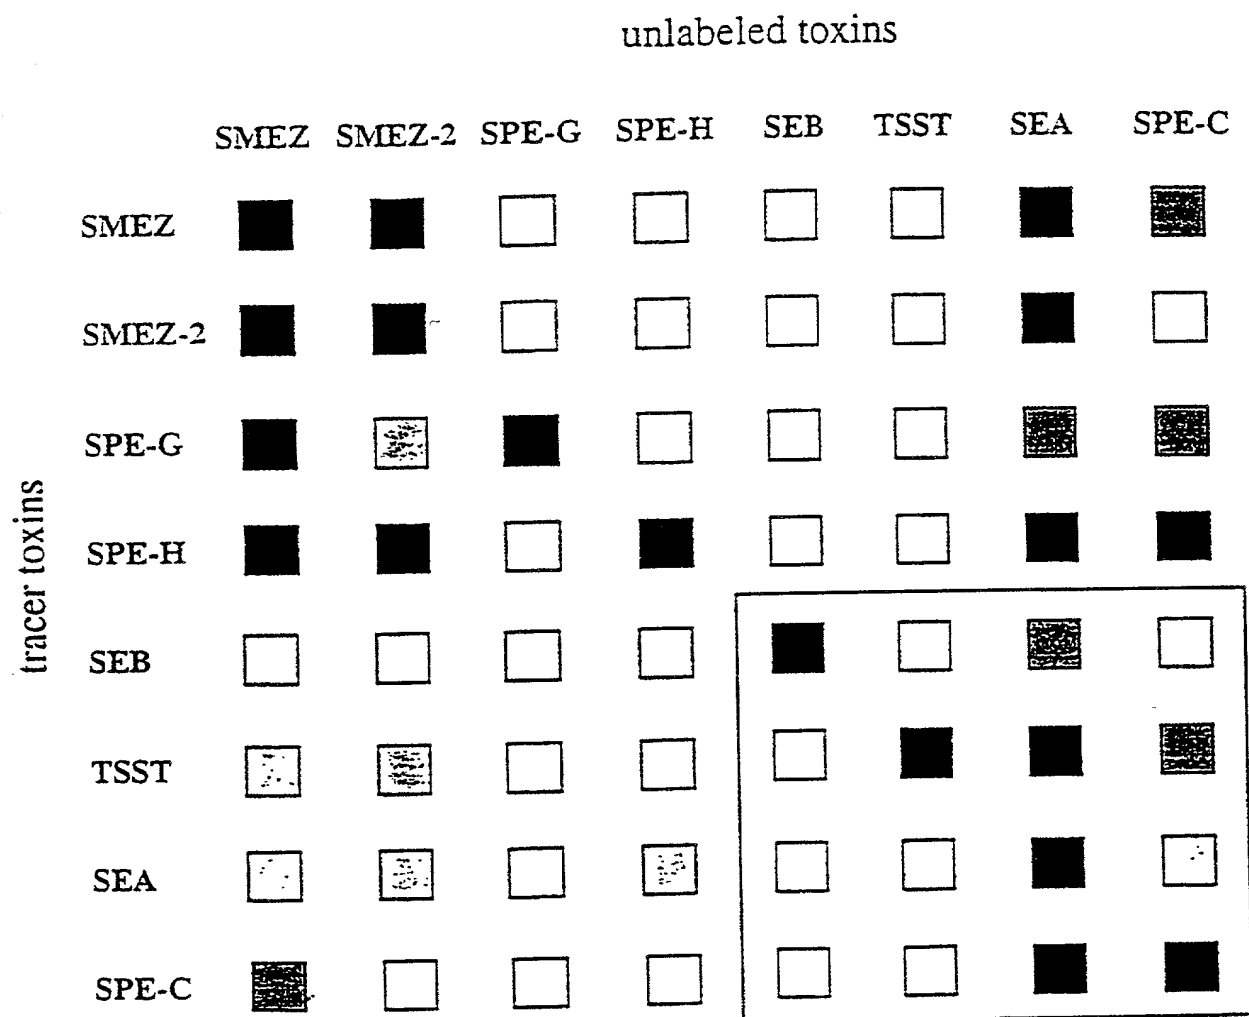 unlabeled toxins
SMEZ SMEZ-2 SPE-G SPE-H SEB TSST SEA SPE-C
SMEZ
SMEZ-2
SPE-G
SPE-H
SEB
TSST
SEA
SPE-C
tracer toxins